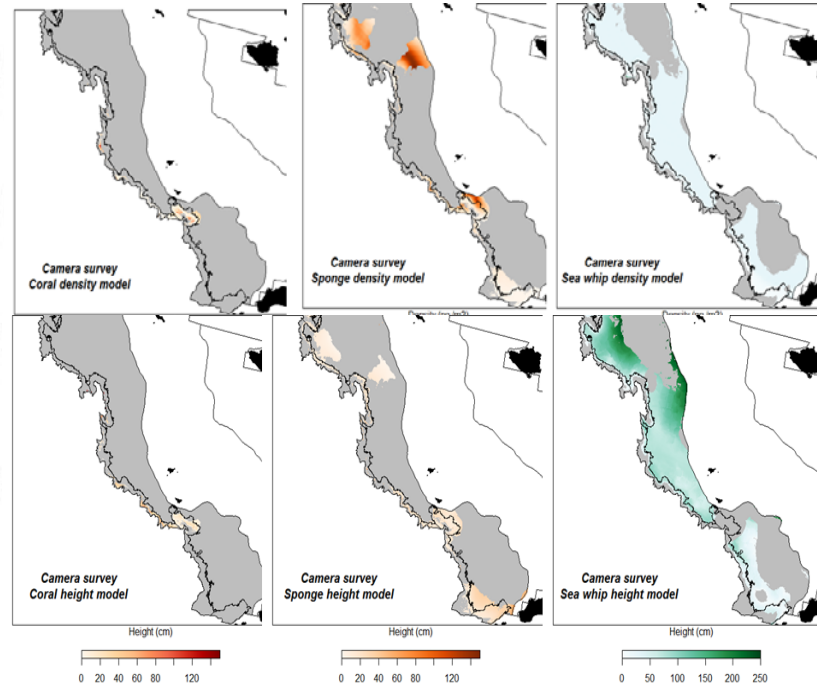 Camera survey
Coral density model
Camera survey
Sponge density model
Camera survey
Sea whip density model
Camera survey
Coral height model
Camera survey
Sponge height model
Camera survey
Sea whip height model
Height (cm)
Height (cm)
Height (cm)
0 20 40 60 80 120
0 20 40 60 80 120
0 50 100 150 200 250